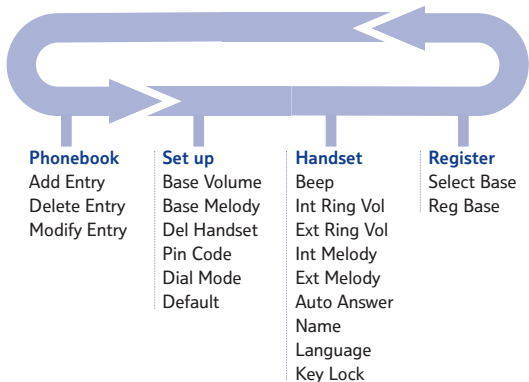 Phonebook
Add Entry
Delete Entry
Modify Entry
Set up
Base Volume
Base Melody
Del Handset
Pin Code
Dial Mode
Default
Handset
Beep
Int Ring Vol
Ext Ring Vol
Int Melody
Ext Melody
Auto Answer
Name
Language
Key Lock
Register
Select Base
Reg Base